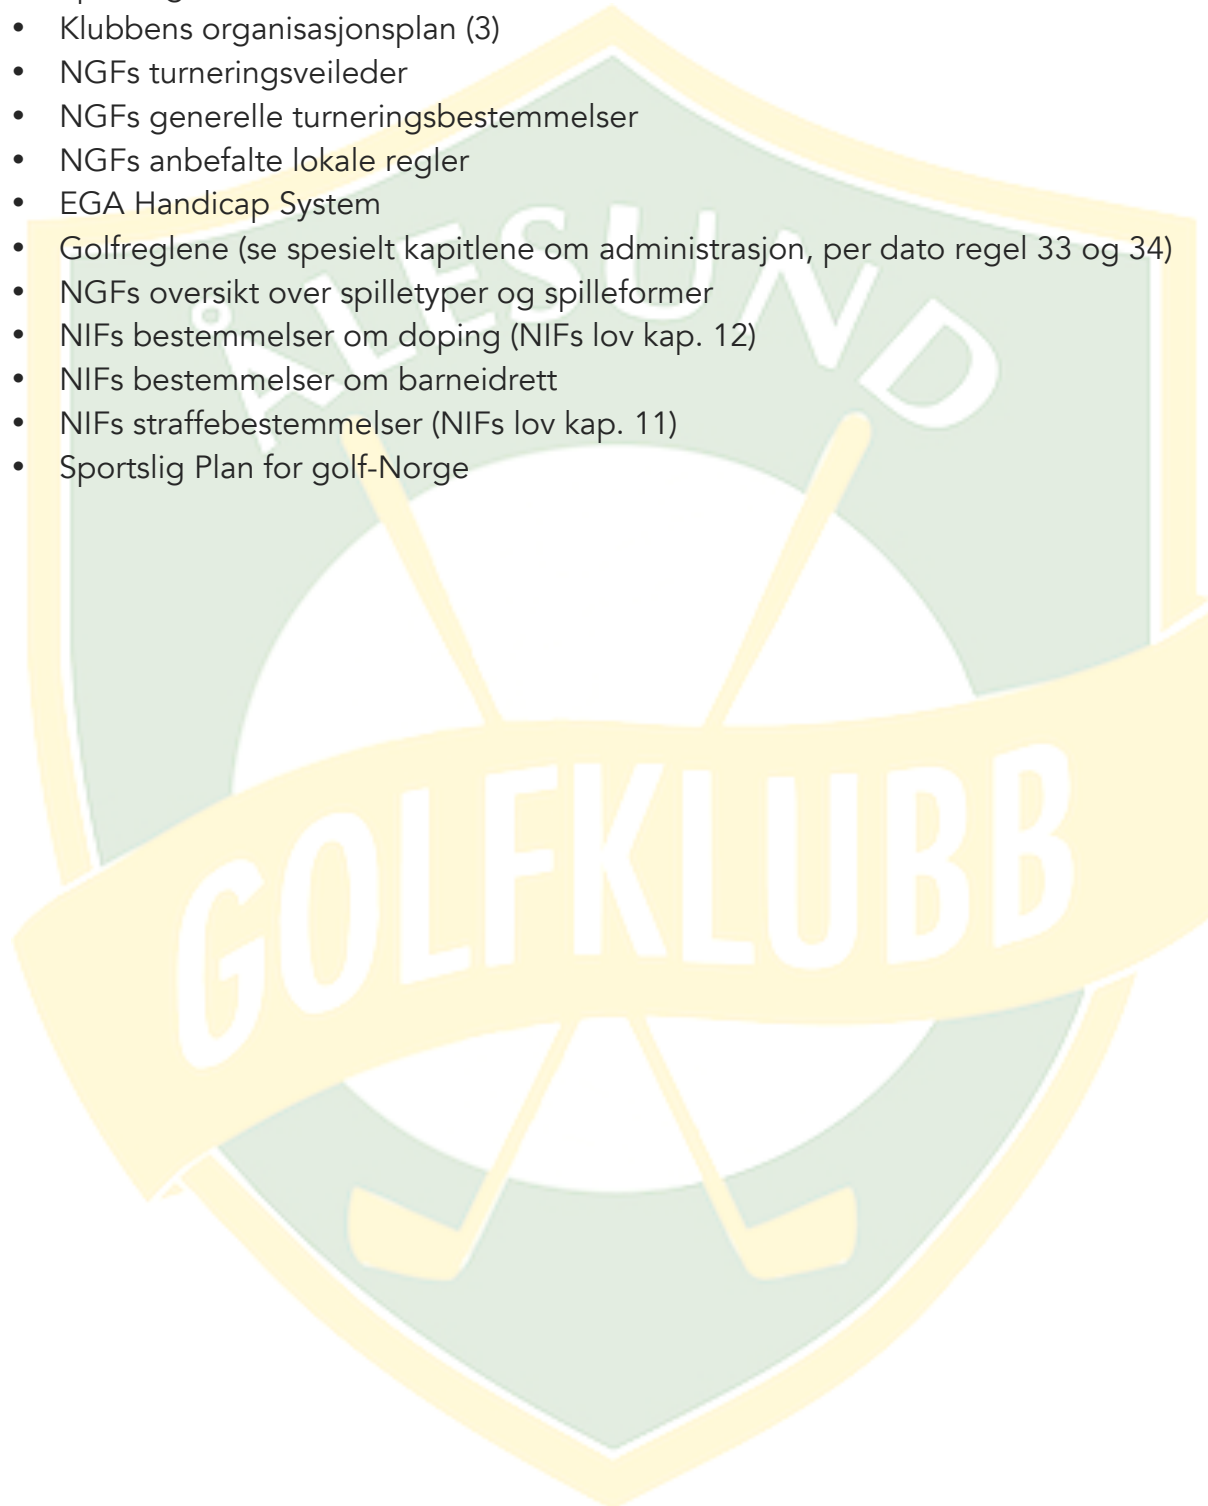 • Klubbens organisasjonsplan (3)
• NGFs turneringsveileder
• NGFs generelle turneringsbestemmelser
• NGFs anbefalte lokale regler
• EGA Handicap System
• Golfreglene (se spesielt kapitlene om administrasjon, per dato regel 33 og 34)
• NGFs oversikt over spilletyper og spilleformer
• NIFs bestemmelser om doping (NIFs lov kap. 12)
• NIFs bestemmelser om barneidrett
• NIFs straffebestemmelser (NIFs lov kap. 11)
• Sportslig Plan for golf-Norge
ÅLESUND
GOLFKLUBB